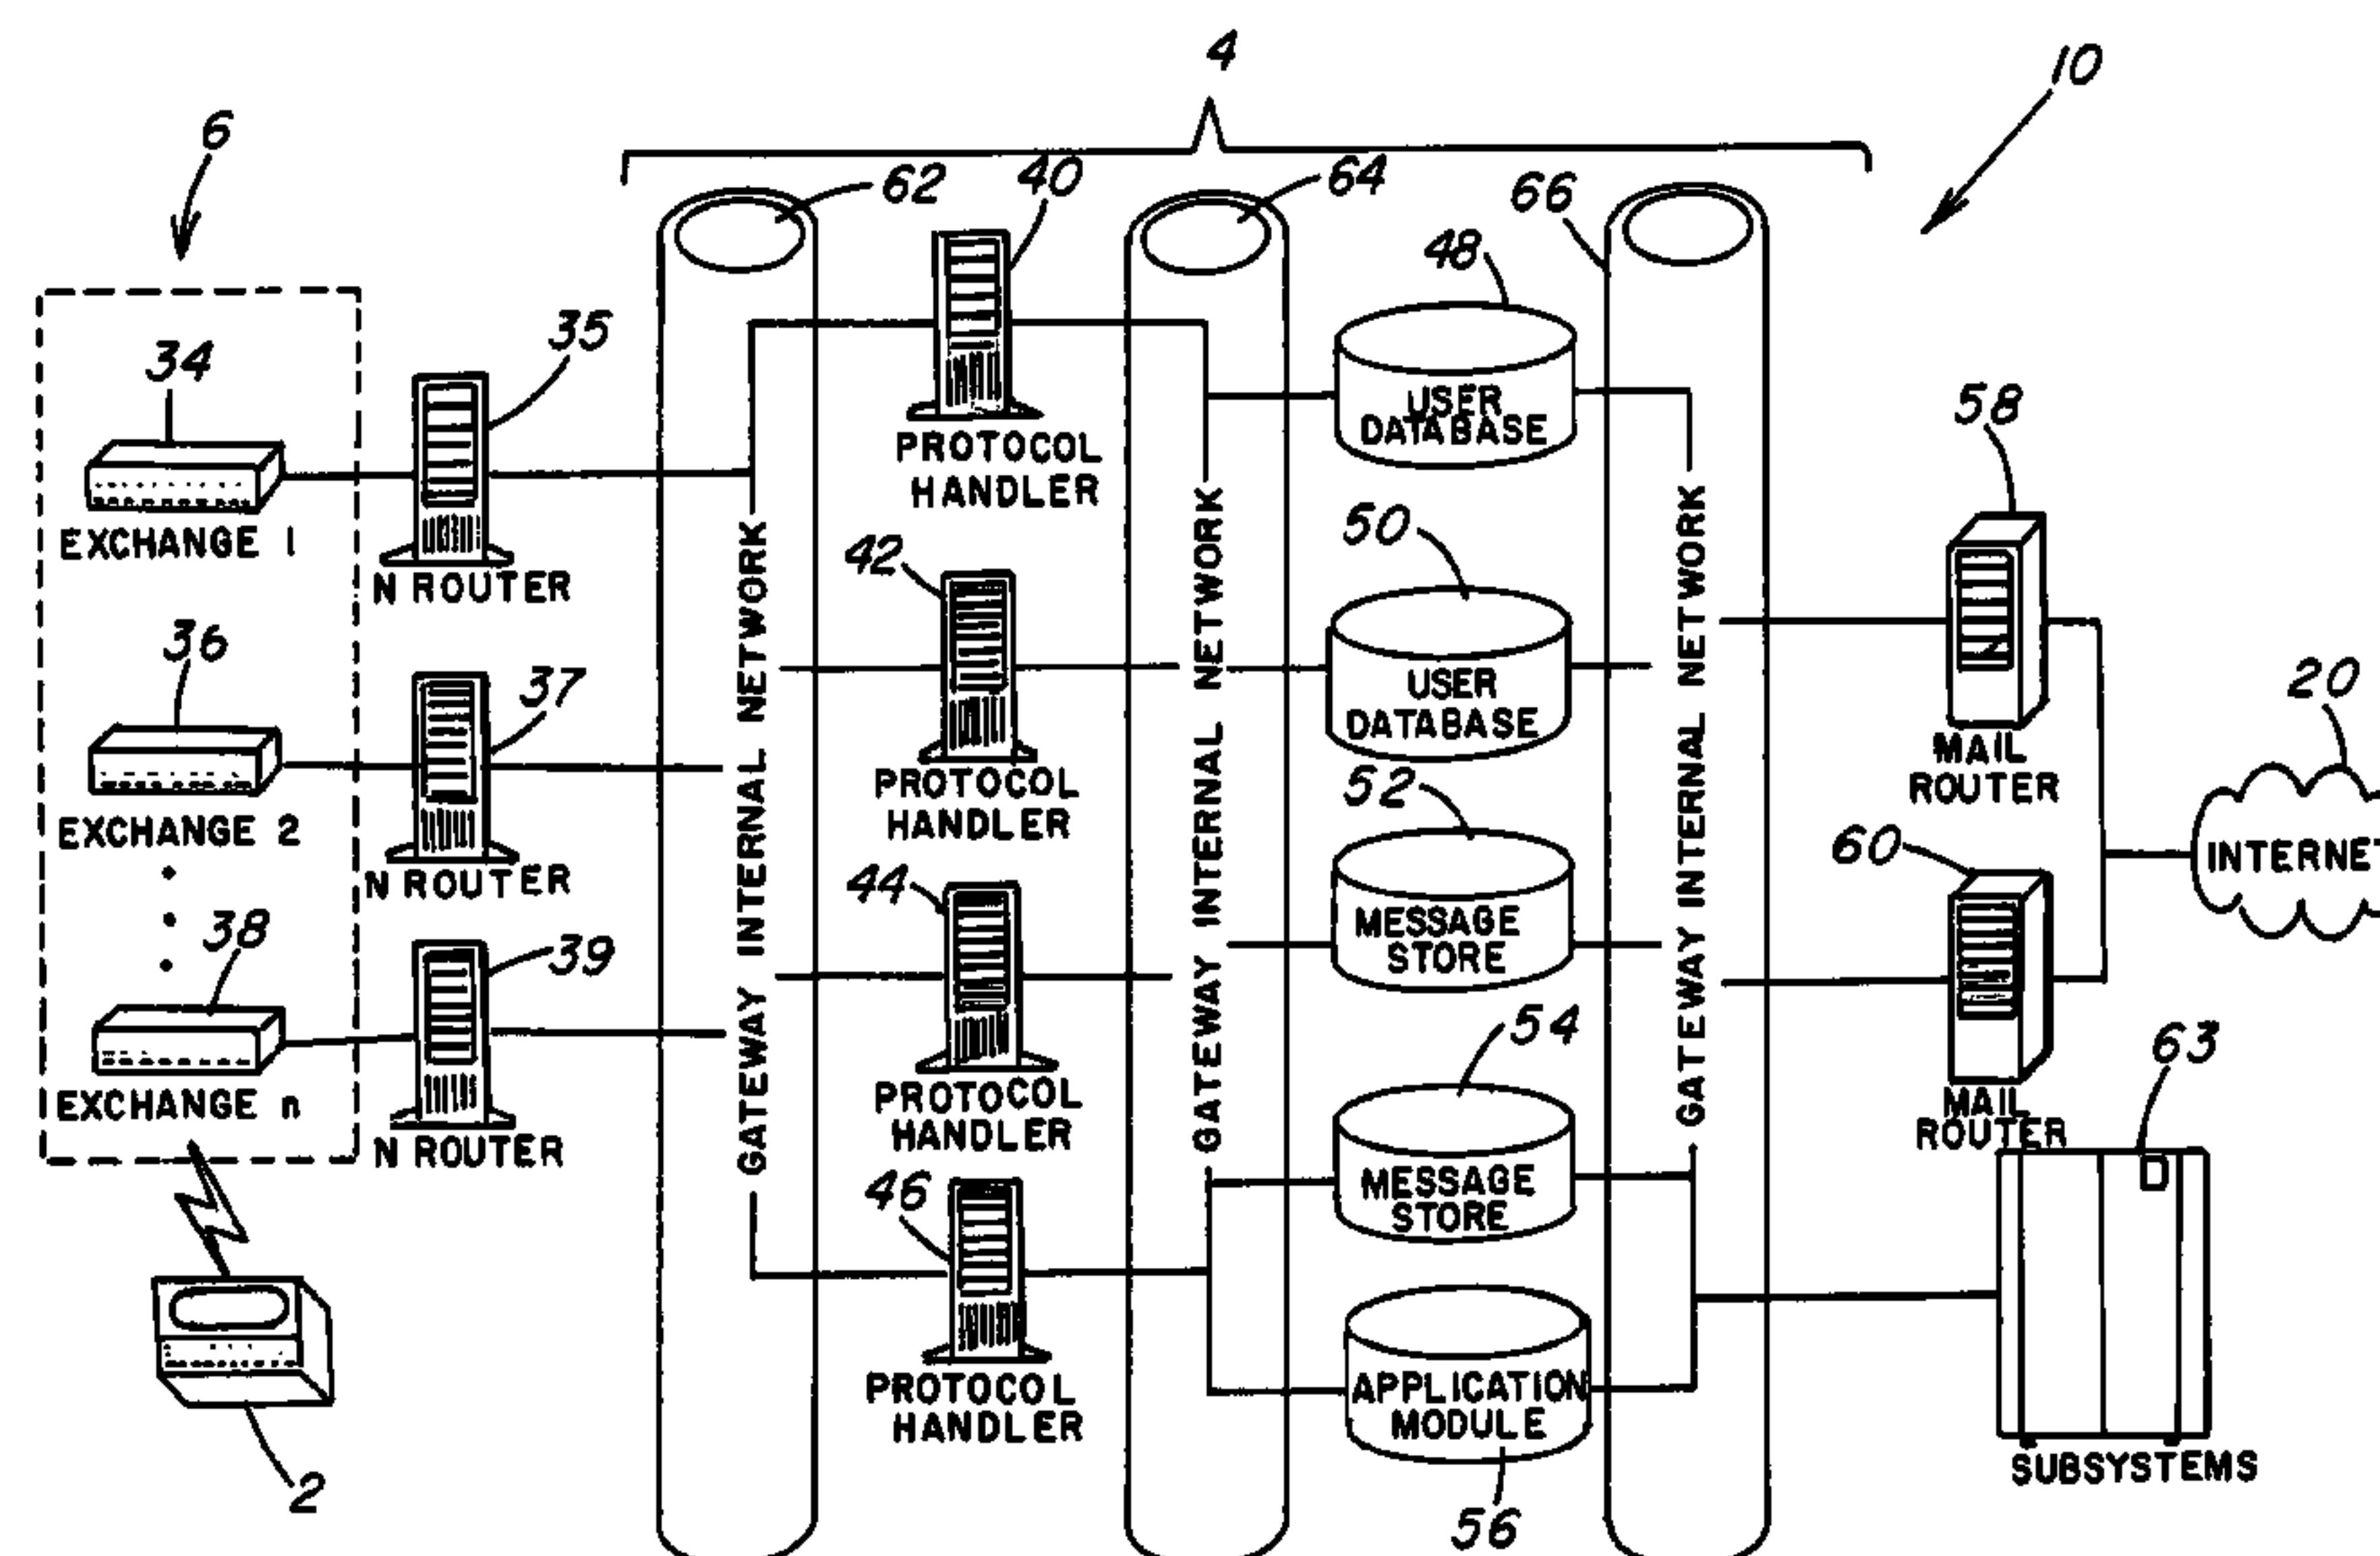 4
10
6
62
40
64
66
48
35
34
EXCHANGE 1
N ROUTER
PROTOCOL
HANDLER
USER
DATABASE
58
MAIL
ROUTER
36
EXCHANGE 2
37
N ROUTER
42
PROTOCOL
HANDLER
50
USER
DATABASE
20
INTERNET
38
EXCHANGE n
39
N ROUTER
GATEWAY INTERNAL NETWORK
44
PROTOCOL
HANDLER
GATEWAY INTERNAL NETWORK
52
MESSAGE
STORE
GATEWAY INTERNAL NETWORK
60
MAIL
ROUTER
46
PROTOCOL
HANDLER
54
MESSAGE
STORE
63
SUBSYSTEMS
APPLICATION
MODULE
56
2